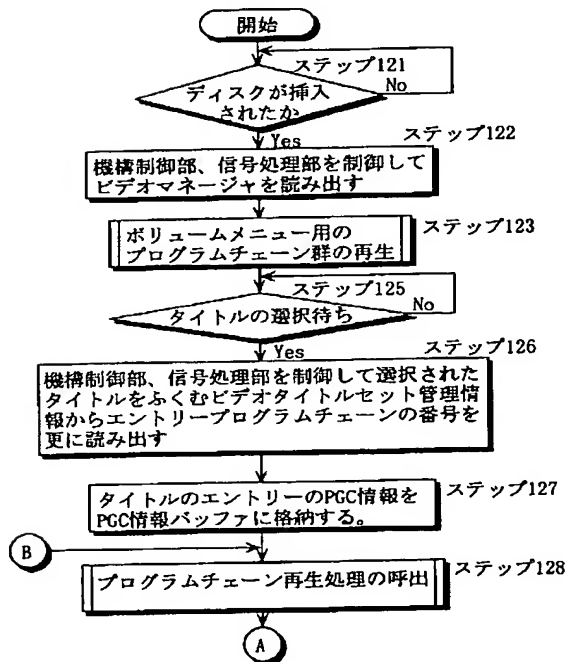 開始
ステップ121
No
ディスクが挿入
されたか
Yes
ステップ122
機構制御部、信号処理部を制御して
ビデオマネージャを読み出す
ステップ123
ボリュームメニュー用の
プログラムチェーン群の再生
ステップ125
No
タイトルの選択待ち
Yes
ステップ126
機構制御部、信号処理部を制御して選択された
タイトルをふくむビデオタイトルセット管理情
報からエントリープログラムチェーンの番号を
更に読み出す
ステップ127
タイトルのエントリーのPGC情報を
PGC情報バッファに格納する。
B
ステップ128
プログラムチェーン再生処理の呼出
A